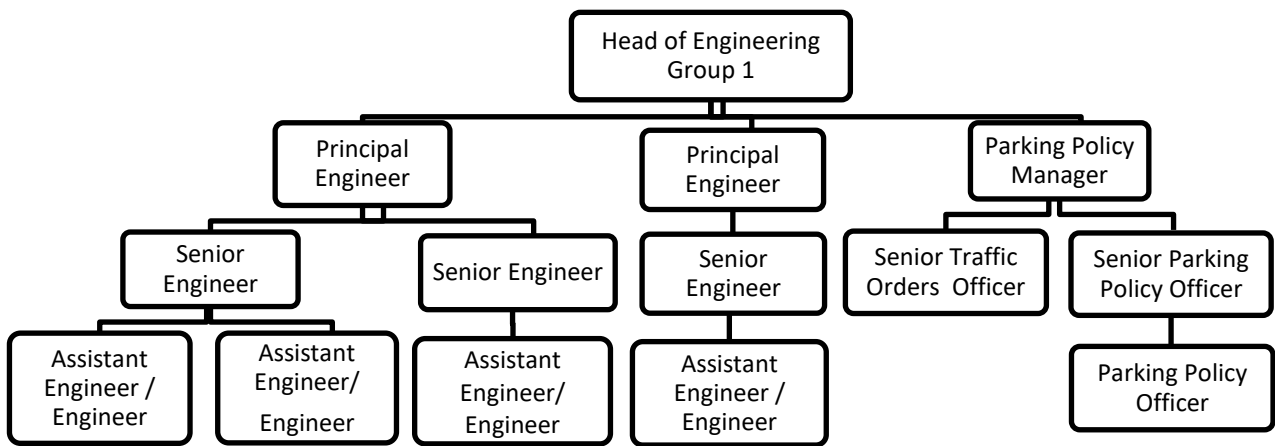 Head of Engineering
Group 1
Principal
Engineer
Principal
Engineer
Parking Policy
Manager
Senior
Engineer
Senior Engineer
Senior
Engineer
Senior Traffic
Orders  Officer
Senior Parking
Policy Officer
Assistant
Engineer /
Engineer
Assistant
Engineer/
Engineer
Assistant
Engineer/
Engineer
Assistant
Engineer /
Engineer
Parking Policy
Officer